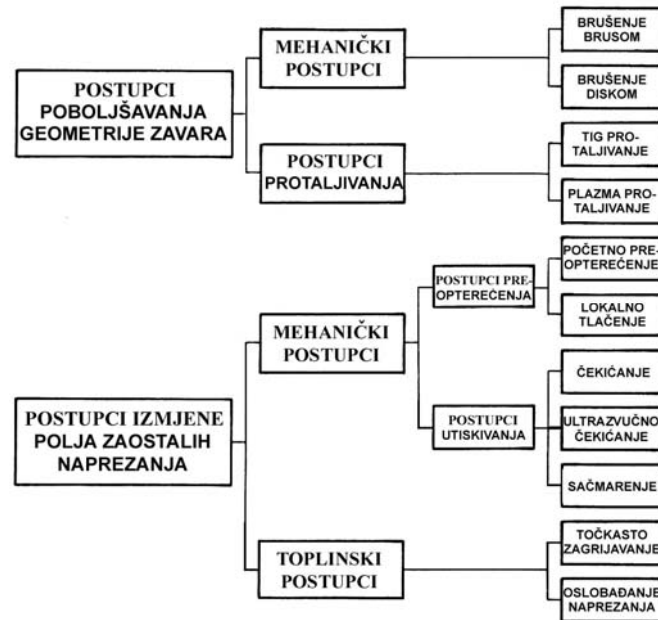 POSTUPCI
POBOLJŠAVANJA
GEOMETRIJE ZAVARA
MEHANIČKI
POSTUPCI
BRUŠENJE
BRUSOM
BRUŠENJE
DISKOM
POSTUPCI
PROTALJIVANJA
TIG PRO-
TALJIVANJE
PLAZMA PRO-
TALJIVANJE
POSTUPCI IZMJENE
POLJA ZAOSTALIH
NAPREZANJA
MEHANIČKI
POSTUPCI
POSTUPCI PRE-
OPTEREĆENJA
POČETNO PRE-
OPTEREĆENJE
LOKALNO
TLAČENJE
POSTUPCI
UTISKIVANJA
ČEKIĆANJE
ULTRAZVUČNO
ČEKIĆANJE
SAČMARENJE
TOPLINSKI
POSTUPCI
TOČKASTO
ZAGRIJAVANJE
OSLOBAĐANJE
NAPREZANJA